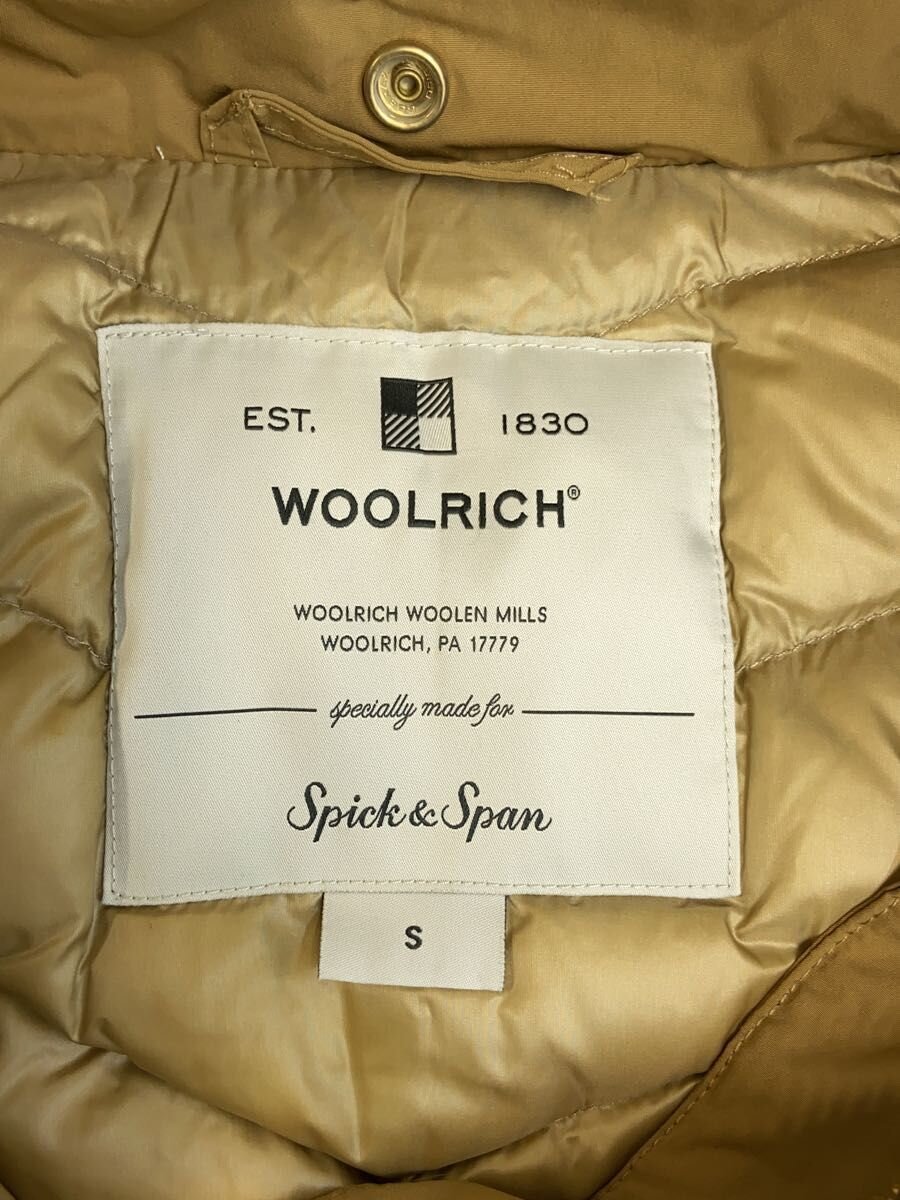 EST. 1830
WOOLRICH®
WOOLRICH WOOLEN MILLS
WOOLRICH, PA 17779
specially made for
Spick & Span
S